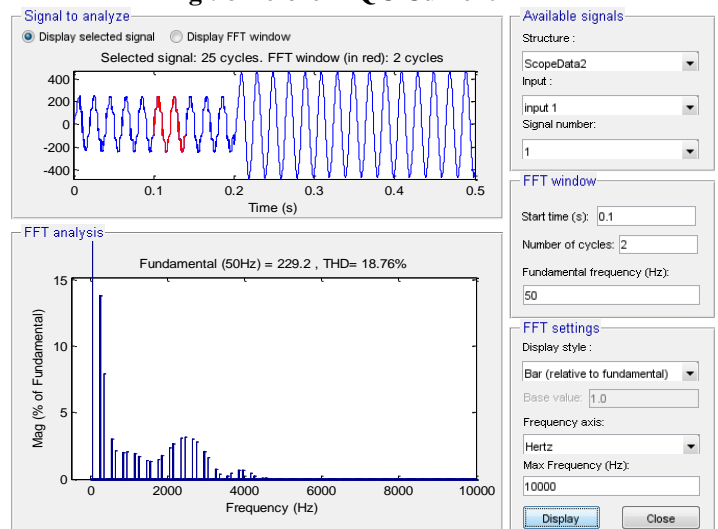 Signal to analyze
Display selected signal Display FFT window
Selected signal: 25 cycles. FFT window (in red): 2 cycles
400
200
0
-200
-400
0 0.1 0.2 0.3 0.4 0.5
Time (s)
FFT analysis
Fundamental (50Hz) = 229.2 , THD= 18.76%
15
10
5
0
Mag (% of Fundamental)
0 2000 4000 6000 8000 10000
Frequency (Hz)
Available signals
Structure :
ScopeData2
Input :
input 1
Signal number:
1
FFT window
Start time (s): 0.1
Number of cycles: 2
Fundamental frequency (Hz):
50
FFT settings
Display style :
Bar (relative to fundamental)
Base value: 1.0
Frequency axis:
Hertz
Max Frequency (Hz):
10000
Display Close